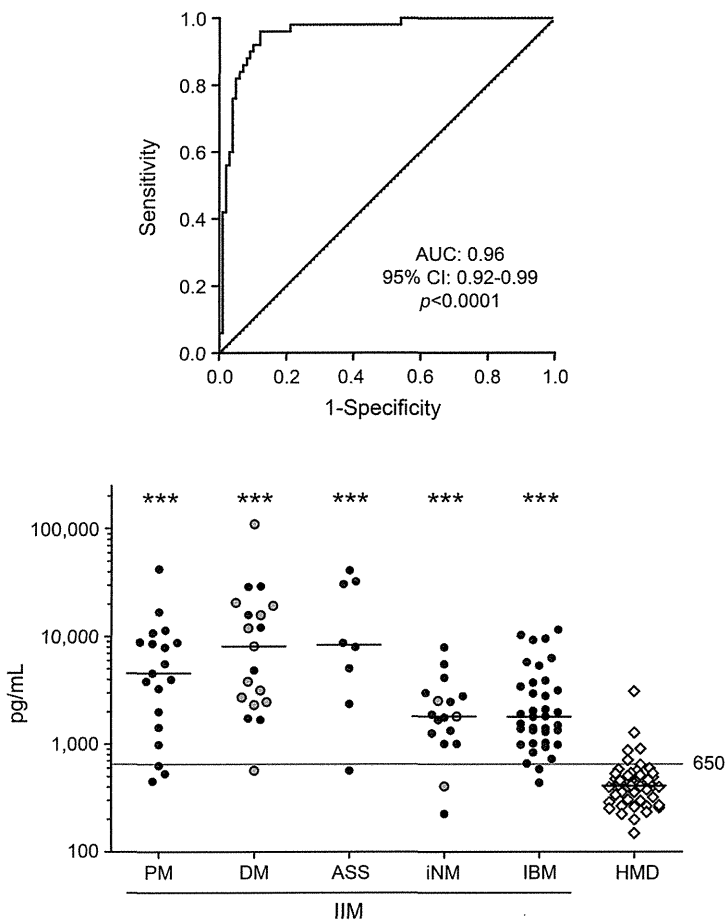 1.0
0.8
0.6
0.4
0.2
0.0
Sensitivity
AUC: 0.96
95% CI: 0.92-0.99
p<0.0001
0.0 0.2 0.4 0.6 0.8 1.0
1-Specificity
*** *** *** *** ***
100,000
10,000
1,000
100
pg/mL
650
PM DM ASS iNM IBM HMD
IIM